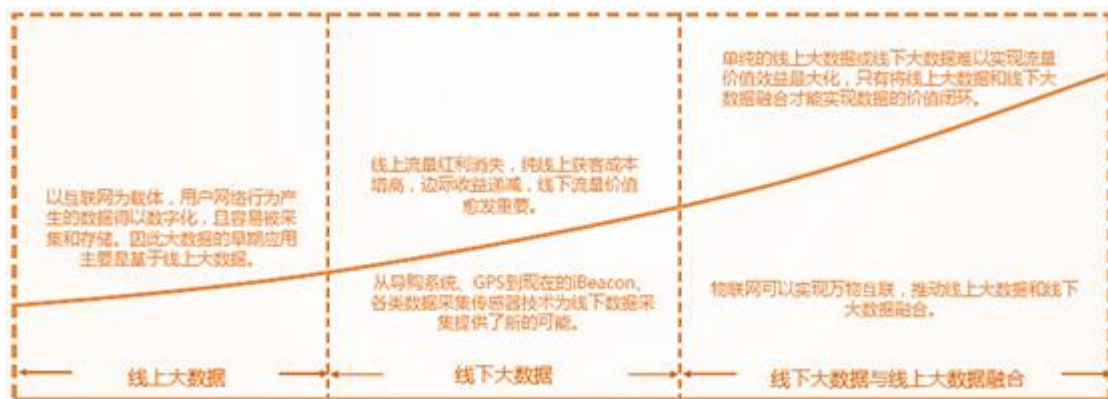 以互联网为载体，用户网络行为产
生的数据得以数字化，且容易被采
集和存储。因此大数据的早期应用
主要是基于线上大数据。
线上流量红利消失，纯线上获客成本
增高，边际收益递减，线下流量价值
愈发重要。
从导购系统、GPS到现在的iBeacon，
各类数据采集传感器技术为线下数据采
集提供了新的可能。
单纯的线上大数据或线下大数据难以实现流量
价值效益最大化，只有将线上大数据和线下大
数据融合才能实现数据的价值闭环。
物联网可以实现万物互联，推动线上大数据和线下
大数据融合。
线上大数据
线下大数据
线下大数据与线上大数据融合